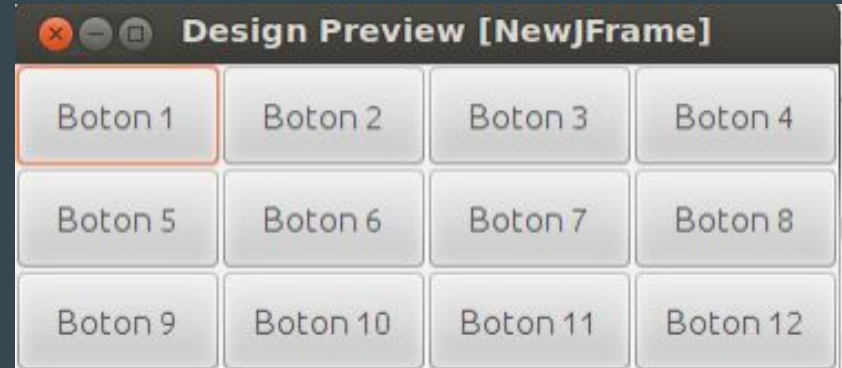 Design Preview [NewJFrame]
Boton 1 Boton 2 Boton 3 Boton 4
Boton 5 Boton 6 Boton 7 Boton 8
Boton 9 Boton 10 Boton 11 Boton 12